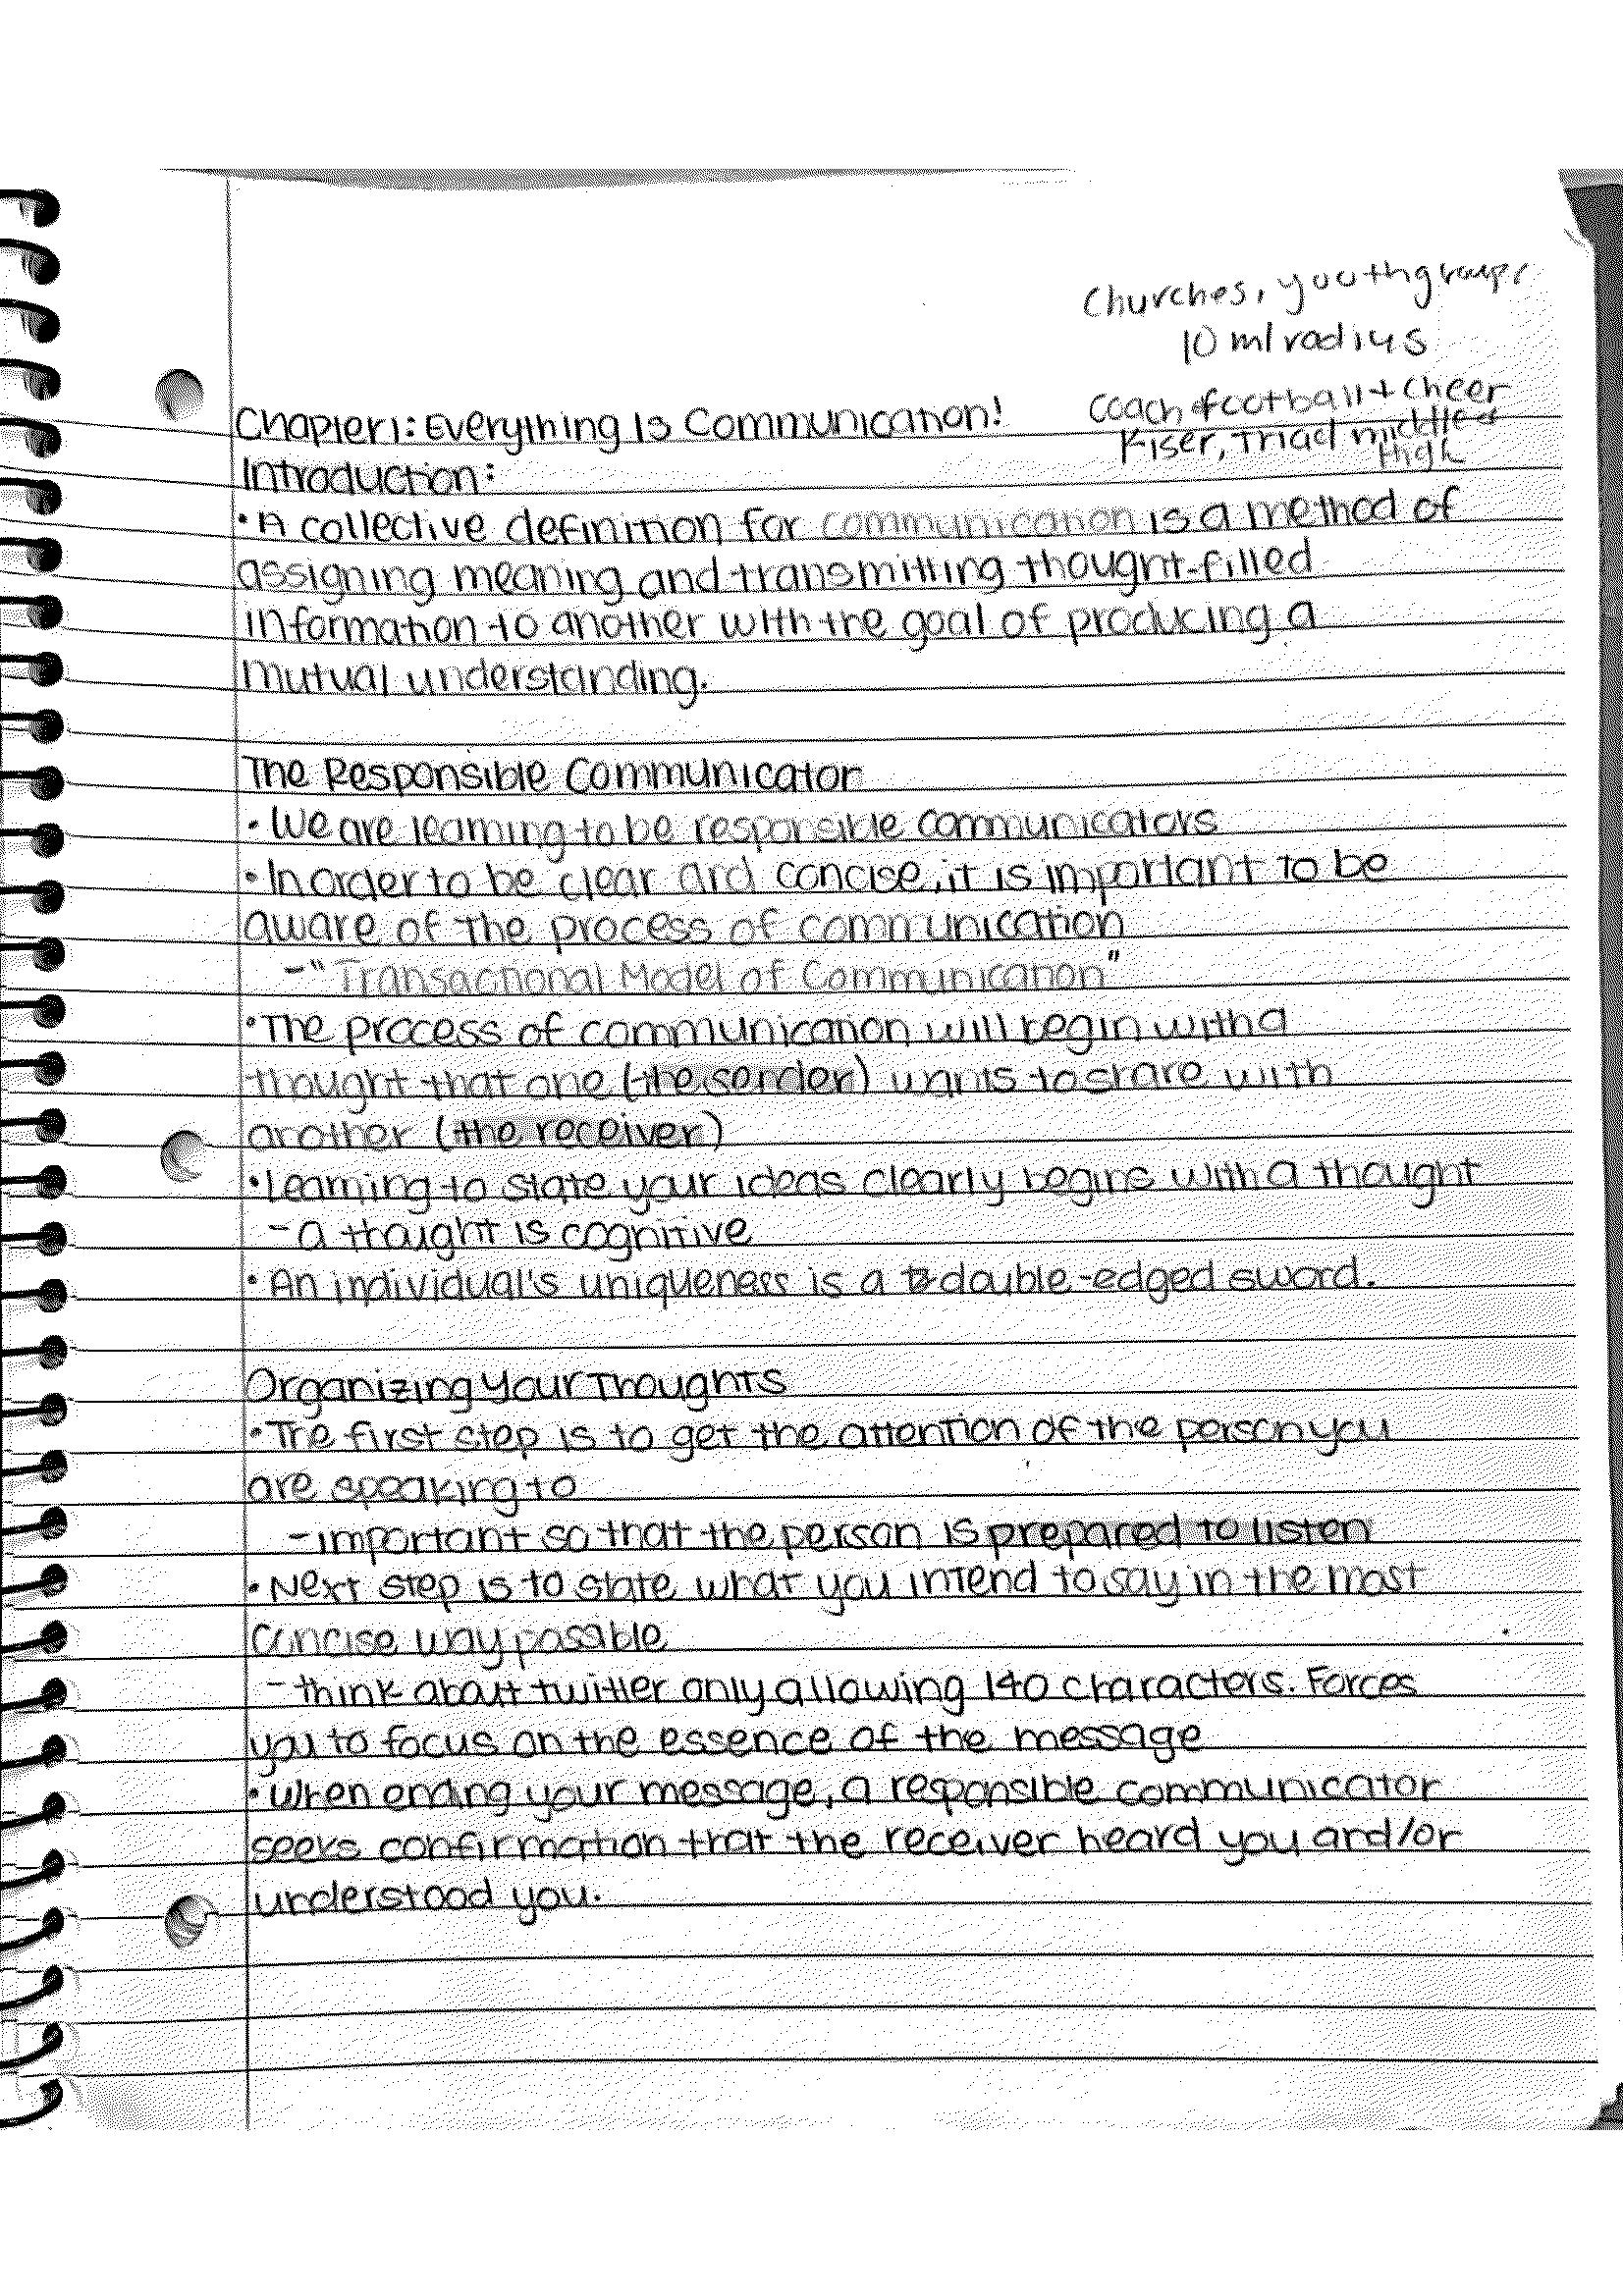 Churches, youthgroups
10 mi radius
Coach football + Cheer
Kiser, Triad middle &
High
Chapter 1: Everything Is Communication!
Introduction:
• A collective definition for communication is a method of
assigning meaning and transmitting thought-filled
information to another with the goal of producing a
mutual understanding.
The Responsible Communicator
• We are learning to be responsible communicators
• In order to be clear and concise, it is important to be
aware of the process of communication
- "Transactional Model of Communication"
• The process of communication will begin with a
thought that one (the sender) wants to share with
another (the receiver)
• Learning to state your ideas clearly begins with a thought
- a thought is cognitive
• An individual's uniqueness is a double-edged sword.
Organizing Your Thoughts
• The first step is to get the attention of the person you
are speaking to
- important so that the person is prepared to listen
• Next step is to state what you intend to say in the most
concise way possible
- think about twitter only allowing 140 characters. Forces
you to focus on the essence of the message
• When ending your message, a responsible communicator
seeks confirmation that the receiver heard you and/or
understood you.